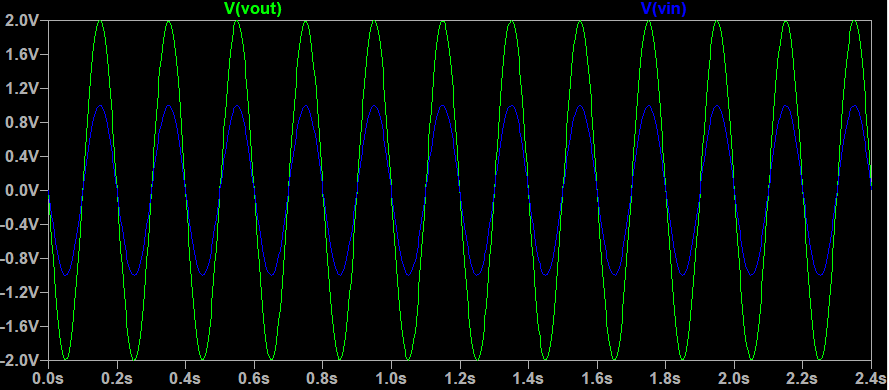 V(vout) V(vin)
2.0V
1.6V
1.2V
0.8V
0.4V
0.0V
-0.4V
-0.8V
-1.2V
-1.6V
-2.0V
0.0s 0.2s 0.4s 0.6s 0.8s 1.0s 1.2s 1.4s 1.6s 1.8s 2.0s 2.2s 2.4s